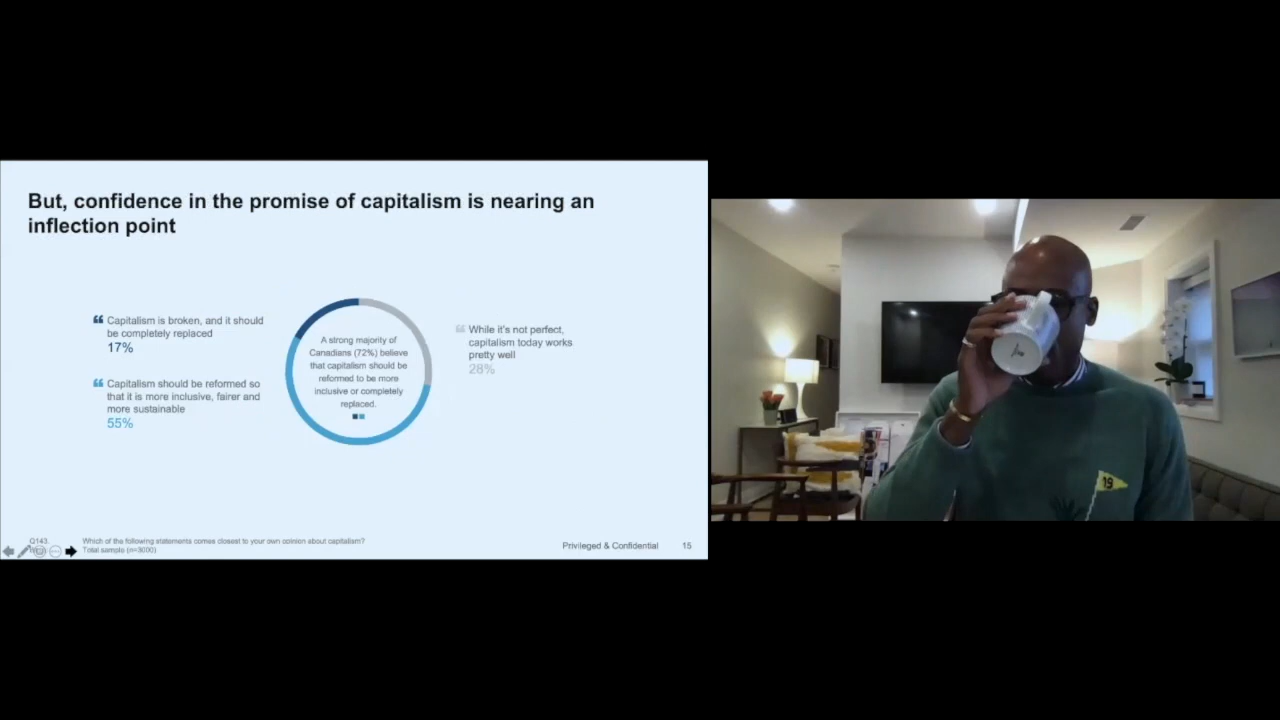 But, confidence in the promise of capitalism is nearing an
inflection point
❝ Capitalism is broken, and it should
be completely replaced
17%
❝ Capitalism should be reformed so
that it is more inclusive, fairer and
more sustainable
55%
A strong majority of
Canadians (72%) believe
that capitalism should be
reformed to be more
inclusive or completely
replaced.
❝ While it's not perfect,
capitalism today works
pretty well
28%
Q143.
Which of the following statements comes closest to your own opinion about capitalism?
Total sample (n=3000)
Privileged & Confidential 15
19